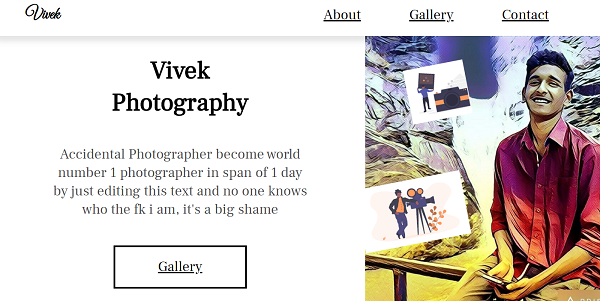 Vivek
About Gallery Contact
Vivek
Photography
Accidental Photographer become world
number 1 photographer in span of 1 day
by just editing this text and no one knows
who the fk i am, it's a big shame
Gallery